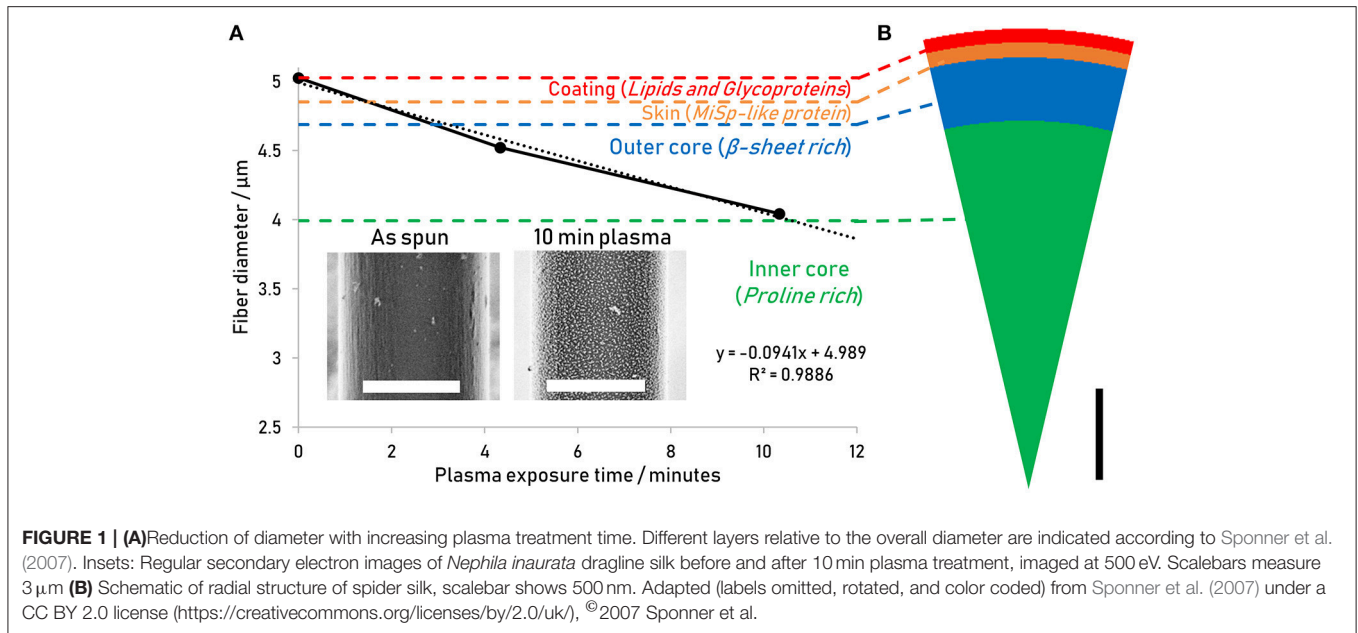 A
B
5
4.5
4
3.5
3
2.5
0
2
4
6
8
10
12
Fiber diameter / µm
Plasma exposure time / minutes
Coating (Lipids and Glycoproteins)
Skin (MiSp-like protein)
Outer core (β-sheet rich)
As spun
10 min plasma
Inner core
(Proline rich)
y = -0.0941x + 4.989
R² = 0.9886
FIGURE 1 | (A)Reduction of diameter with increasing plasma treatment time. Different layers relative to the overall diameter are indicated according to Sponner et al.
(2007). Insets: Regular secondary electron images of Nephila inaurata dragline silk before and after 10 min plasma treatment, imaged at 500 eV. Scalebars measure
3 µm (B) Schematic of radial structure of spider silk, scalebar shows 500 nm. Adapted (labels omitted, rotated, and color coded) from Sponner et al. (2007) under a
CC BY 2.0 license (https://creativecommons.org/licenses/by/2.0/uk/), ©2007 Sponner et al.